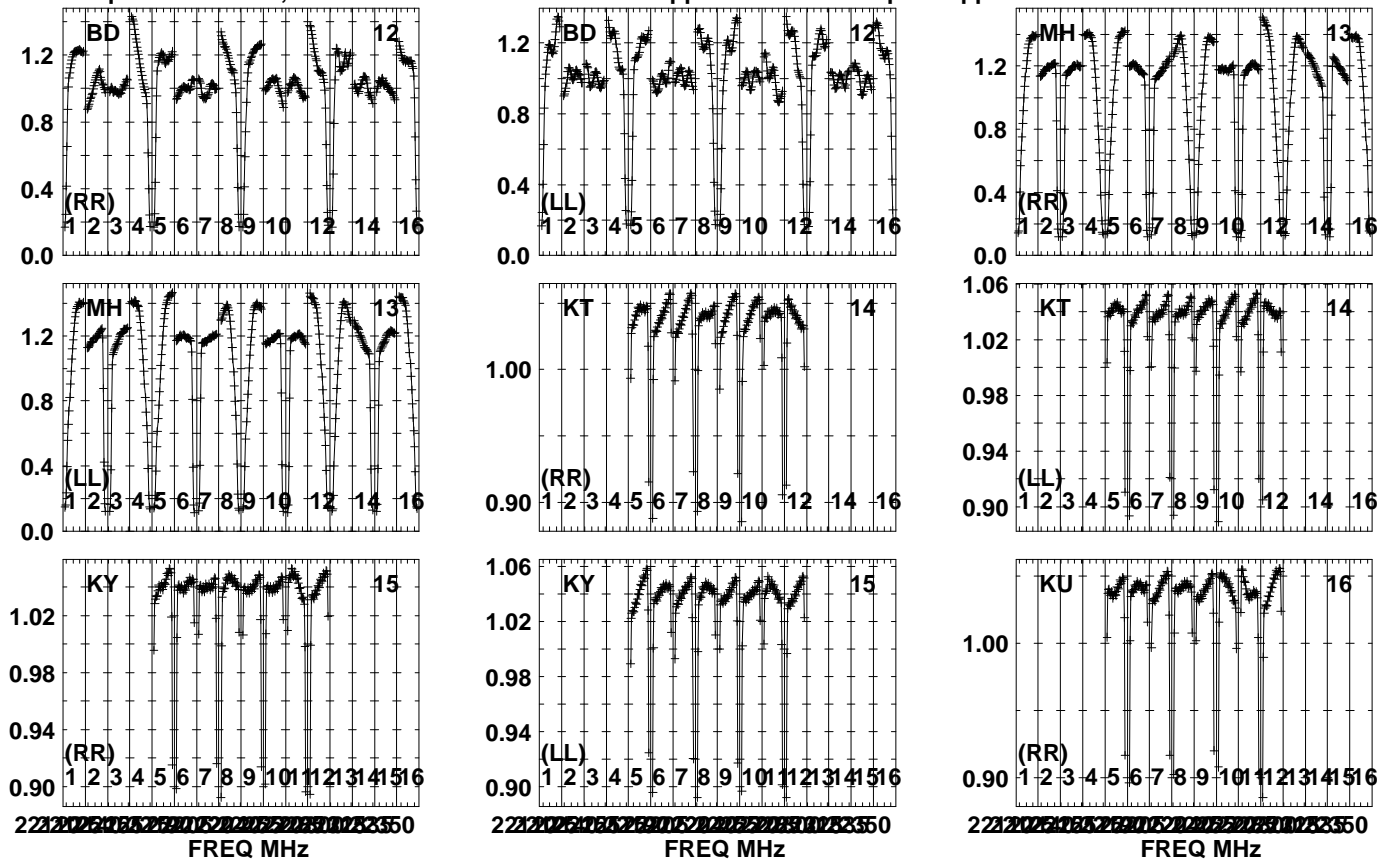 BD 12
1.2
0.8
0.4
(RR)
1 2 3 4 5 6 7 8 9 10 12 14 16
0.0
BD 12
1.2
0.8
0.4
(LL)
1 2 3 4 5 6 7 8 9 10 12 14 16
0.0
MH 13
1.2
0.8
0.4
(RR)
1 2 3 4 5 6 7 8 9 10 12 14 16
0.0
MH 13
1.2
0.8
0.4
(LL)
1 2 3 4 5 6 7 8 9 10 12 14 16
0.0
KT 14
1.00
(RR)
0.90
1 2 3 4 5 6 7 8 9 10 12 14 16
1.06
KT 14
1.02
0.98
0.94
(LL)
0.90
1 2 3 4 5 6 7 8 9 10 12 14 16
KY 15
1.02
0.98
0.94
(RR)
0.90
1 2 3 4 5 6 7 8 9 10 11 12 13 14 15 16
FREQ MHz
1.06
KY 15
1.02
0.98
0.94
(LL)
0.90
1 2 3 4 5 6 7 8 9 10 11 12 13 14 15 16
FREQ MHz
KU 16
1.00
(RR)
0.90
1 2 3 4 5 6 7 8 9 10 11 12 13 14 15 16
FREQ MHz